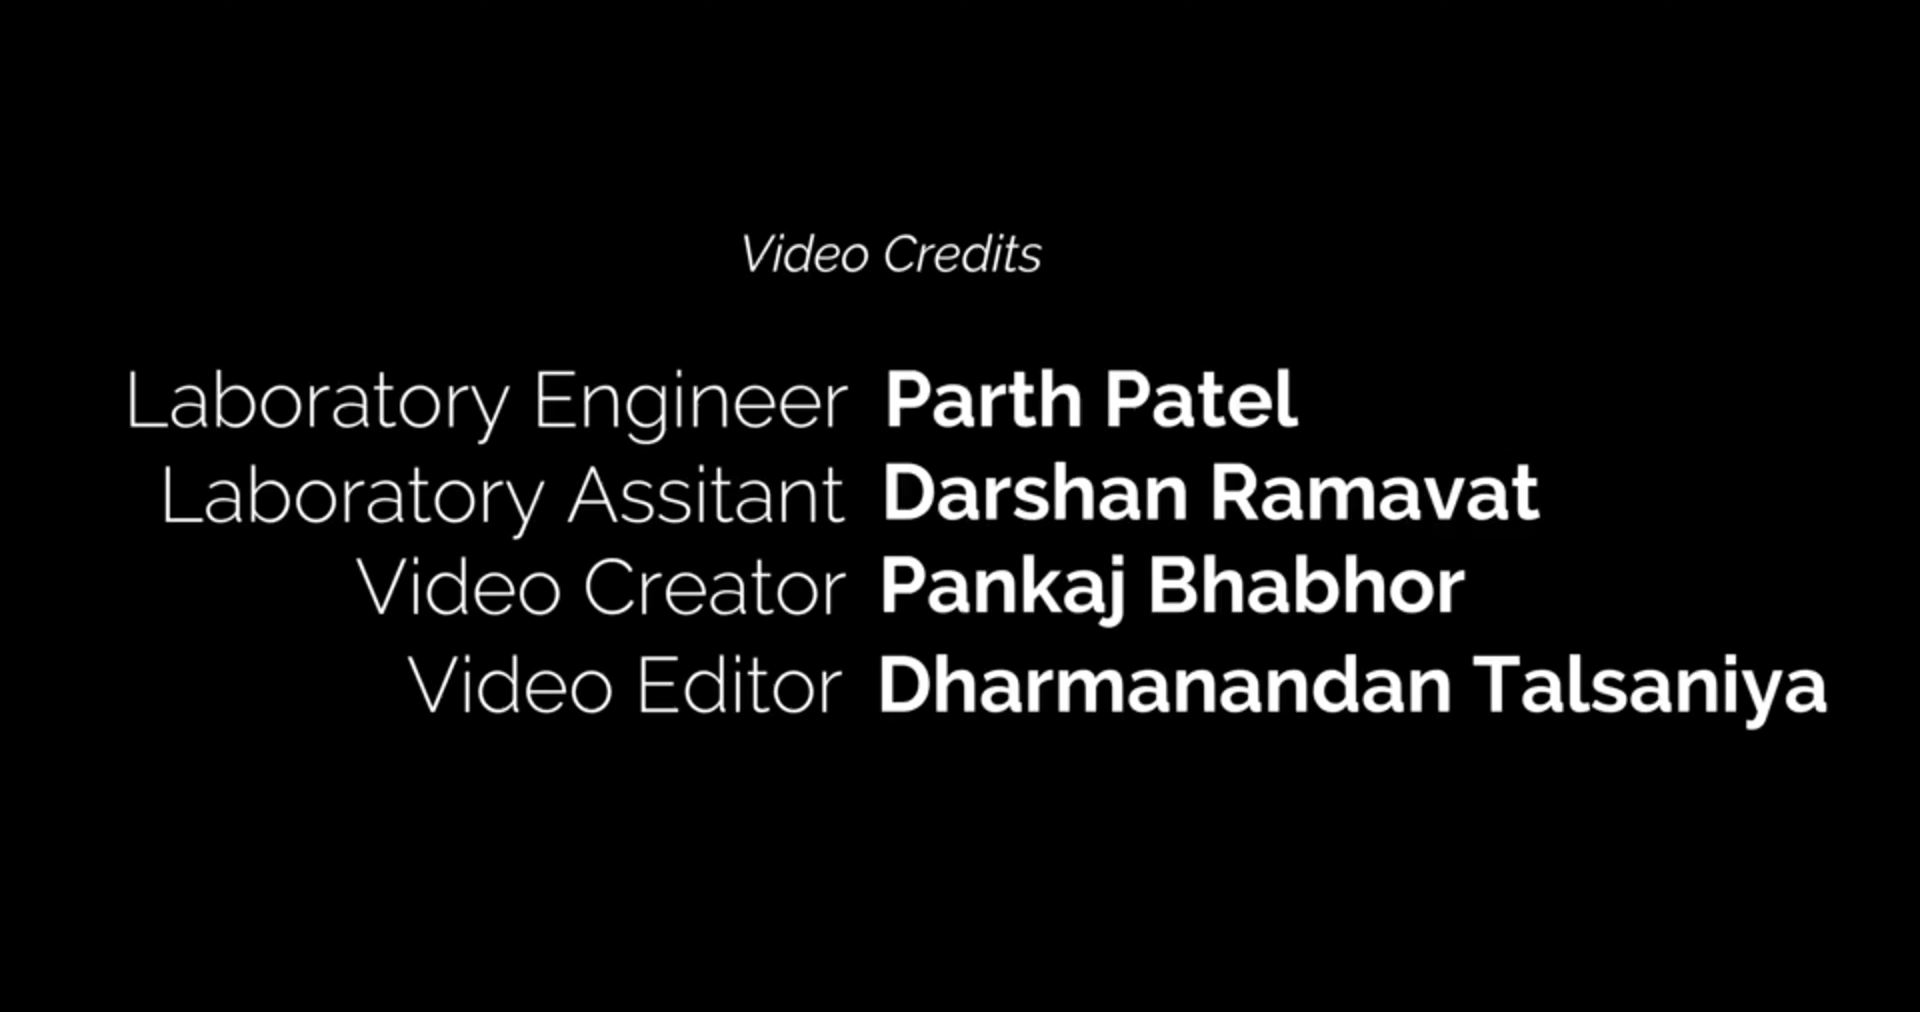 Video Credits
Laboratory Engineer Parth Patel
Laboratory Assitant Darshan Ramavat
Video Creator Pankaj Bhabhor
Video Editor Dharmanandan Talsaniya